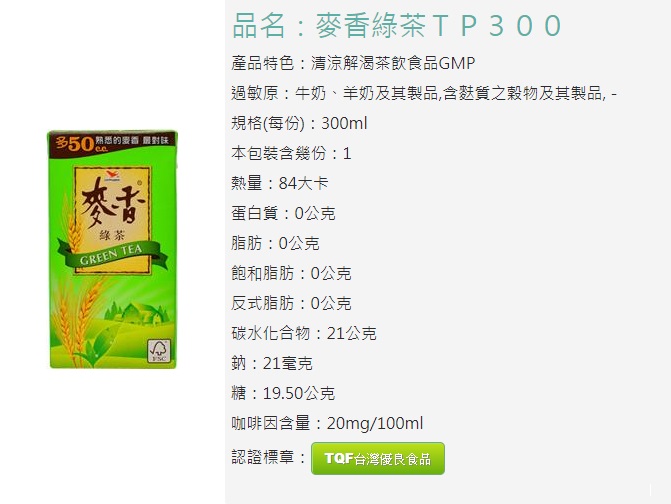 品名：麥香綠茶ＴＰ３００
產品特色：清涼解渴茶飲食品GMP
過敏原：牛奶、羊奶及其製品,含麩質之穀物及其製品, -
規格(每份)：300ml
本包裝含幾份：1
熱量：84大卡
蛋白質：0公克
脂肪：0公克
飽和脂肪：0公克
反式脂肪：0公克
碳水化合物：21公克
鈉：21毫克
糖：19.50公克
咖啡因含量：20mg/100ml
認證標章：TQF台灣優良食品
多50c.c. 熟悉的麥香 最對味
麥香
綠茶
GREEN TEA
FSC